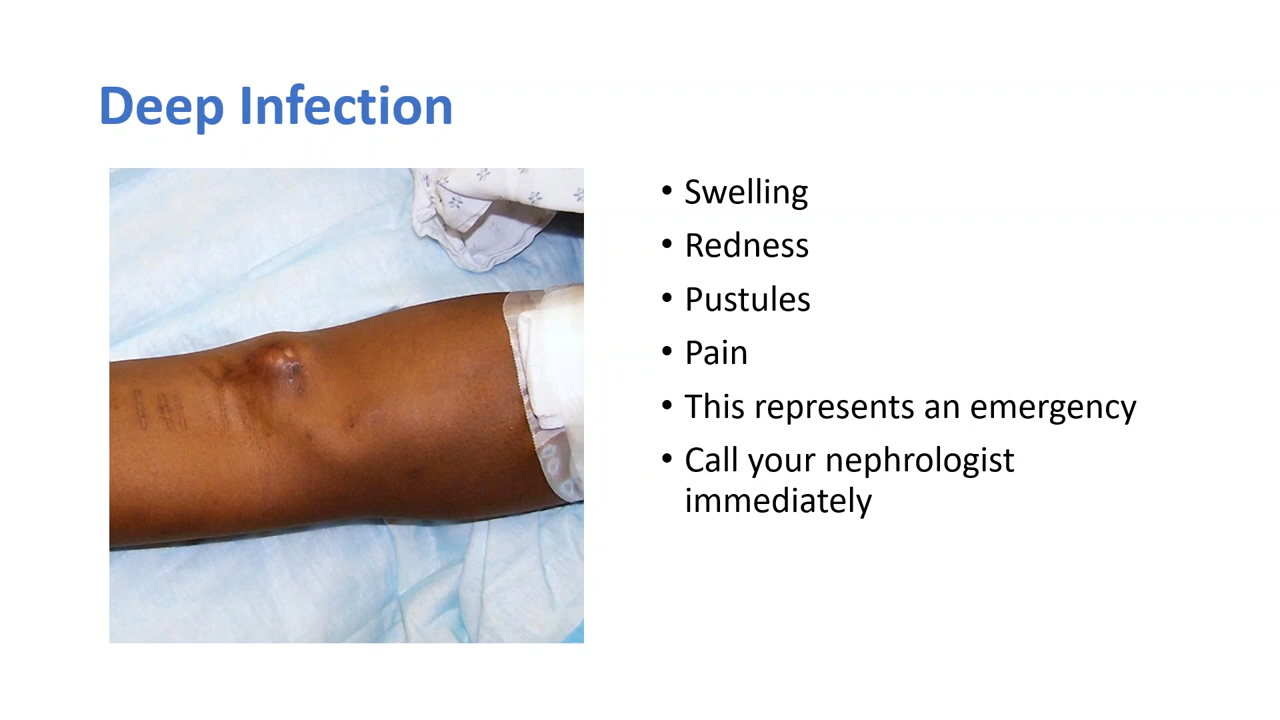 Deep Infection
• Swelling
• Redness
• Pustules
• Pain
• This represents an emergency
• Call your nephrologist
immediately